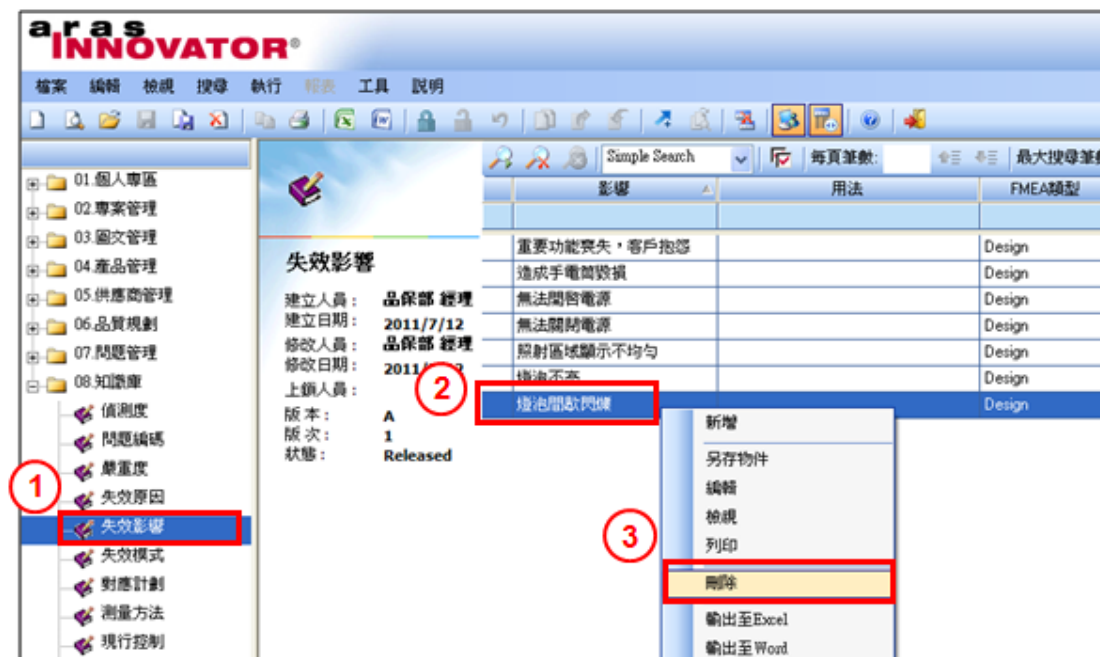 aras
INNOVATOR®
檔案 編輯 檢視 搜尋 執行 報表 工具 說明
Simple Search 每頁筆數: 最大搜尋筆數
影響 用法 FMEA類型
01.個人專區
02.專案管理
03.圖文管理
04.產品管理
05.供應商管理
06.品質規劃
07.問題管理
08.知識庫
偵測度
問題編碼
嚴重度
失效原因
失效影響
失效模式
對應計劃
測量方法
現行控制
失效影響
建立人員: 品保部 經理
建立日期: 2011/7/12
修改人員: 品保部 經理
修改日期: 2011/
上鎖人員:
版本: A
版次: 1
狀態: Released
重要功能喪失,客戶抱怨 Design
造成手電筒毀損 Design
無法開啓電源 Design
無法關閉電源 Design
照射區域顯示不均勻 Design
燈泡不亮 Design
燈泡間歇閃爍 Design
新增
另存物件
編輯
檢視
列印
刪除
輸出至Excel
輸出至Word
1
2
3